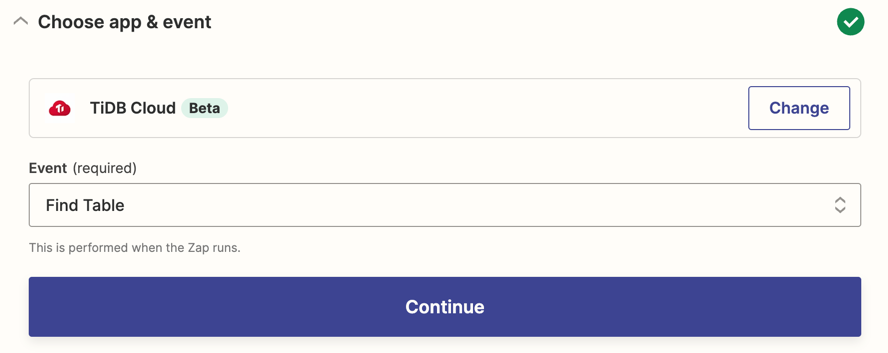 Choose app & event
TiDB Cloud Beta
Change
Event (required)
Find Table
This is performed when the Zap runs.
Continue